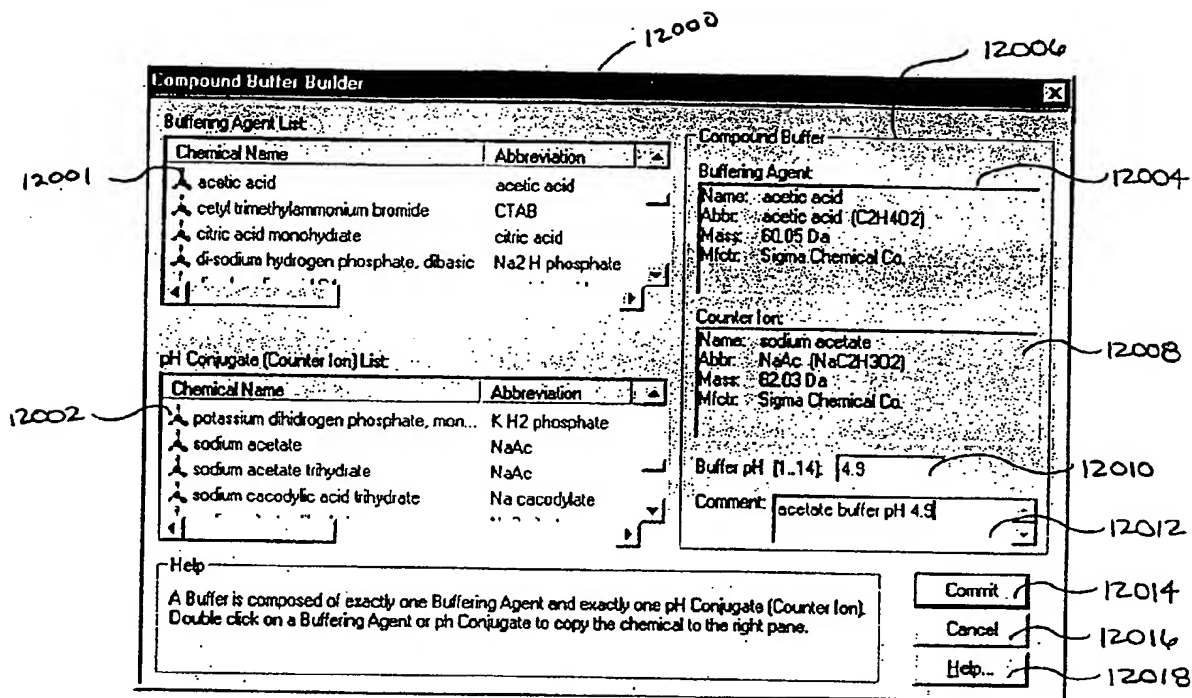 12000
12006
Compound Buffer Builder
Buffering Agent List:
Chemical Name Abbreviation
12001
acetic acid acetic acid
cetyl trimethylammonium bromide CTAB
citric acid monohydrate citric acid
di-sodium hydrogen phosphate, dibasic Na2 H phosphate
pH Conjugate (Counter Ion) List:
Chemical Name Abbreviation
12002
potassium dihidrogen phosphate, mon... K H2 phosphate
sodium acetate NaAc
sodium acetate trihydrate NaAc
sodium cacodylic acid trihydrate Na cacodylate
Compound Buffer
Buffering Agent:
12004
Name: acetic acid
Abbr: acetic acid (C2H4O2)
Mass: 60.05 Da
Mfctr: Sigma Chemical Co.
Counter Ion:
Name: sodium acetate
Abbr: NaAc (NaC2H3O2)
Mass: 82.03 Da
Mfctr: Sigma Chemical Co.
12008
Buffer pH [1..14]: 4.9
12010
Comment: acetate buffer pH 4.9
12012
Help
A Buffer is composed of exactly one Buffering Agent and exactly one pH Conjugate (Counter Ion).
Double click on a Buffering Agent or ph Conjugate to copy the chemical to the right pane.
Commit
12014
Cancel
12016
Help...
12018